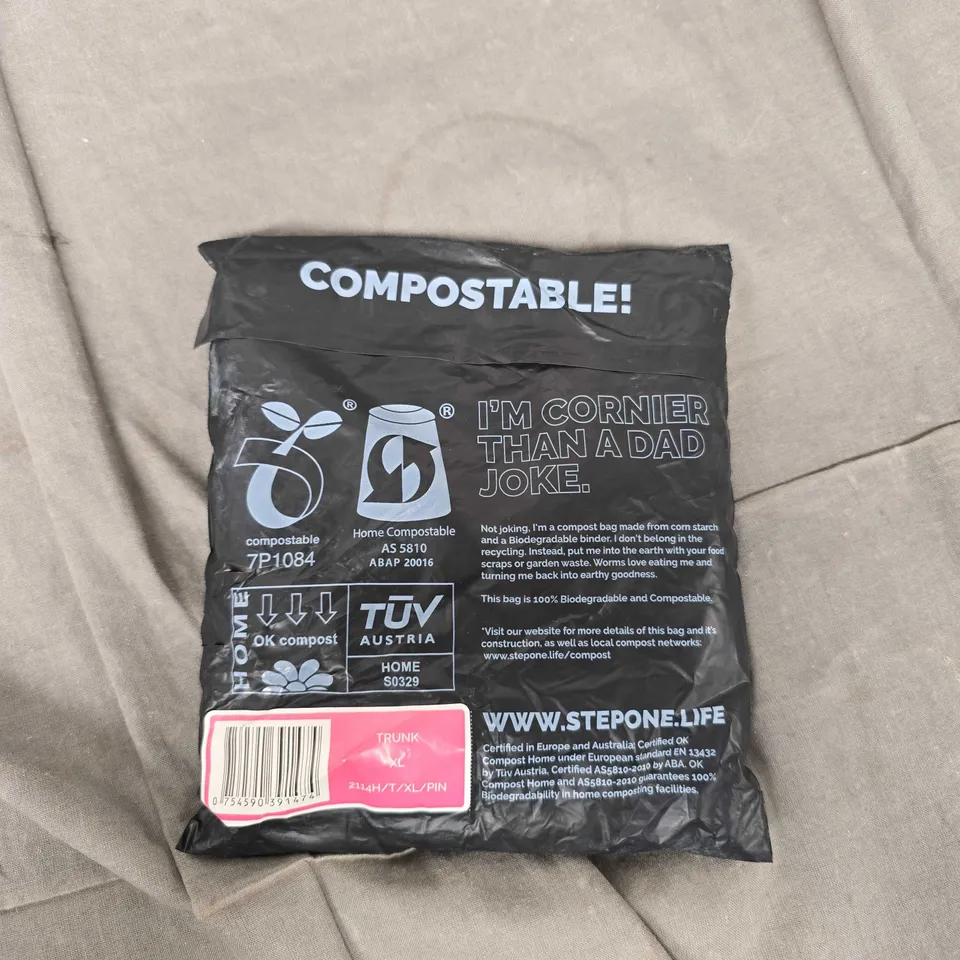 COMPOSTABLE!
®
®
compostable
7P1084
Home Compostable
AS 5810
ABAP 20016
I'M CORNIER
THAN A DAD
JOKE.
Not joking, I'm a compost bag made from corn starch
and a Biodegradable binder. I don't belong in the
recycling. Instead, put me into the earth with your food
scraps or garden waste. Worms love eating me and
turning me back into earthy goodness.
This bag is 100% Biodegradable and Compostable.
*Visit our website for more details of this bag and it's
construction, as well as local compost networks:
www.stepone.life/compost
HOME
OK compost
TÜV
AUSTRIA
HOME
S0329
WWW.STEPONE.LIFE
Certified in Europe and Australia: Certified OK
Compost Home under European standard EN 13432
by Tüv Austria, Certified AS5810-2010 by ABA. OK
Compost Home and AS5810-2010 guarantees 100%
Biodegradability in home composting facilities.
TRUNK
XL
2114H/T/XL/PIN
0 754590 391474